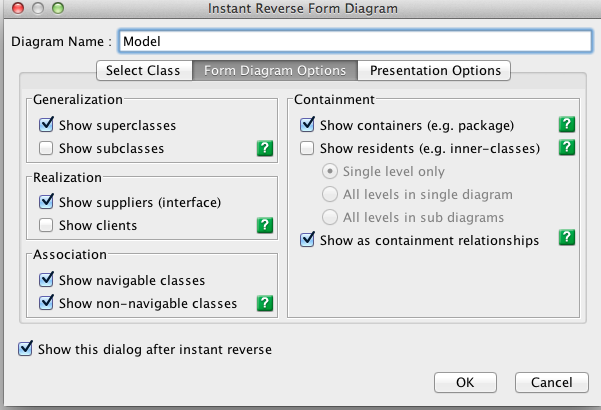 Instant Reverse Form Diagram
Diagram Name : Model
Select Class Form Diagram Options Presentation Options
Generalization
Show superclasses
Show subclasses ?
Realization
Show suppliers (interface)
Show clients ?
Association
Show navigable classes
Show non-navigable classes ?
Containment
Show containers (e.g. package) ?
Show residents (e.g. inner-classes) ?
Single level only
All levels in single diagram
All levels in sub diagrams
Show as containment relationships ?
Show this dialog after instant reverse
OK Cancel